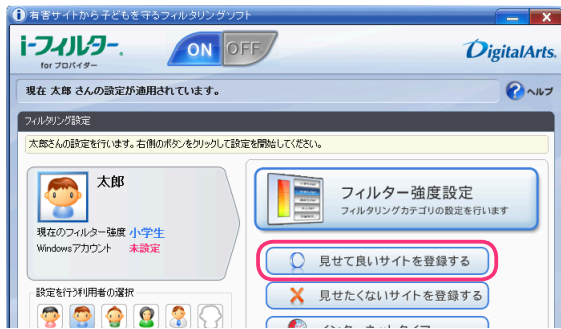 有害サイトから子どもを守るフィルタリングソフト
i-フィルター.
for プロバイダー
ON OFF
DigitalArts.
現在 太郎 さんの設定が適用されています。
ヘルプ
フィルタリング設定
太郎さんの設定を行います。右側のボタンをクリックして設定を開始してください。
太郎
現在のフィルター強度 小学生
Windowsアカウント 未設定
設定を行う利用者の選択
フィルター強度設定
フィルタリングカテゴリの設定を行います
見せて良いサイトを登録する
見せたくないサイトを登録する